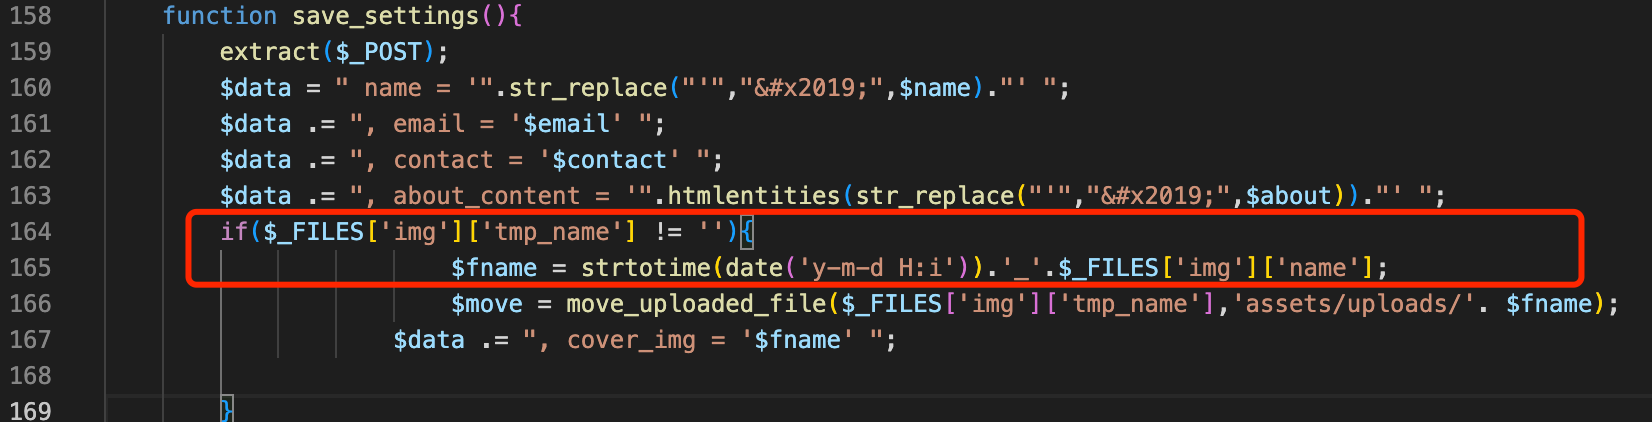 158 function save_settings(){
159 extract($_POST);
160 $data = " name = '".str_replace("'","&#x2019;",$name)."' ";
161 $data .= ", email = '$email' ";
162 $data .= ", contact = '$contact' ";
163 $data .= ", about_content = '".htmlentities(str_replace("'","&#x2019;",$about))."' ";
164 if($_FILES['img']['tmp_name'] != ''){
165 $fname = strtotime(date('y-m-d H:i')).'_'.$_FILES['img']['name'];
166 $move = move_uploaded_file($_FILES['img']['tmp_name'],'assets/uploads/'. $fname);
167 $data .= ", cover_img = '$fname' ";
168
169 }